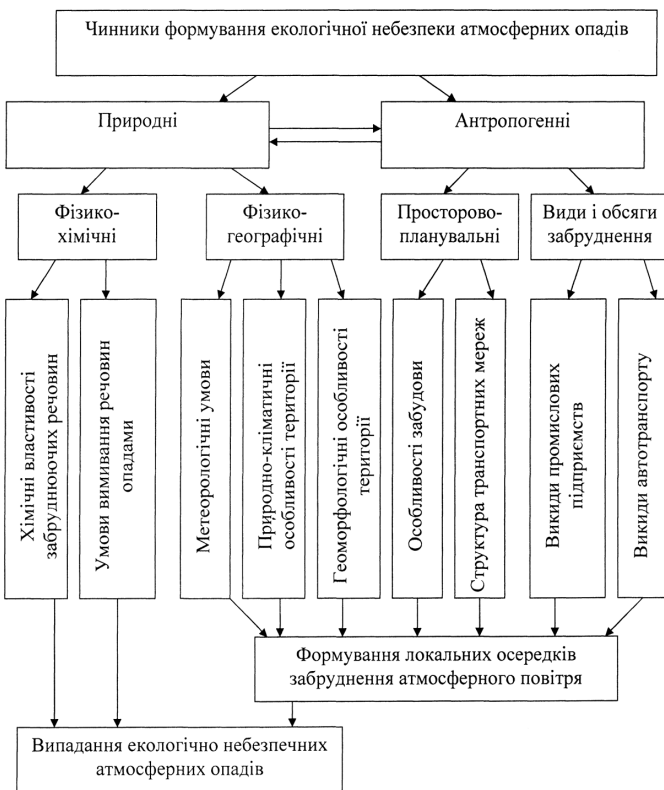 Чинники формування екологічної небезпеки атмосферних опадів
Природні
Антропогенні
Фізико-
хімічні
Фізико-
географічні
Просторово-
планувальні
Види і обсяги
забруднення
Хімічні властивості
забруднюючих речовин
Умови вимивання речовин
опадами
Метеорологічні умови
Природно-кліматичні
особливості території
Геоморфологічні особливості
території
Особливості забудови
Структура транспортних мереж
Викиди промислових
підприємств
Викиди автотранспорту
Формування локальних осередків
забруднення атмосферного повітря
Випадання екологічно небезпечних
атмосферних опадів